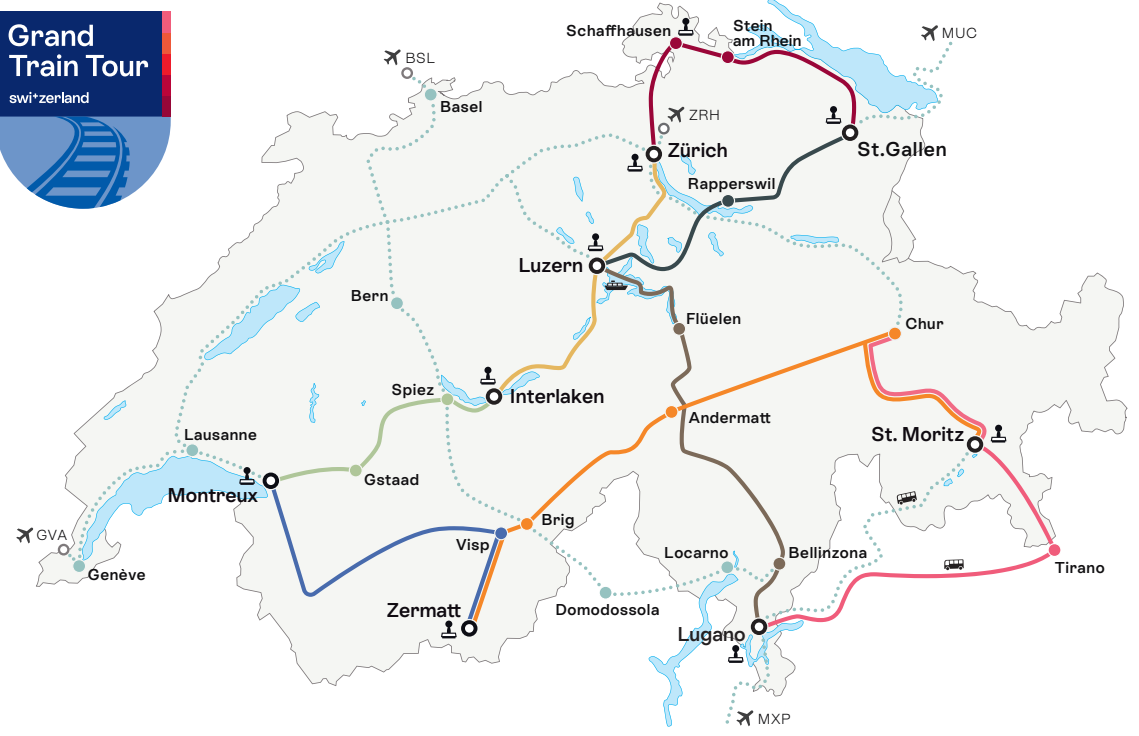 Grand
Train Tour
swi+zerland
Schaffhausen
Stein
am Rhein
MUC
BSL
Basel
ZRH
Zürich
St.Gallen
Rapperswil
Luzern
Bern
Flüelen
Chur
Spiez
Interlaken
Andermatt
Lausanne
St. Moritz
Gstaad
Montreux
Brig
Visp
GVA
Genève
Locarno
Bellinzona
Tirano
Domodossola
Zermatt
Lugano
MXP